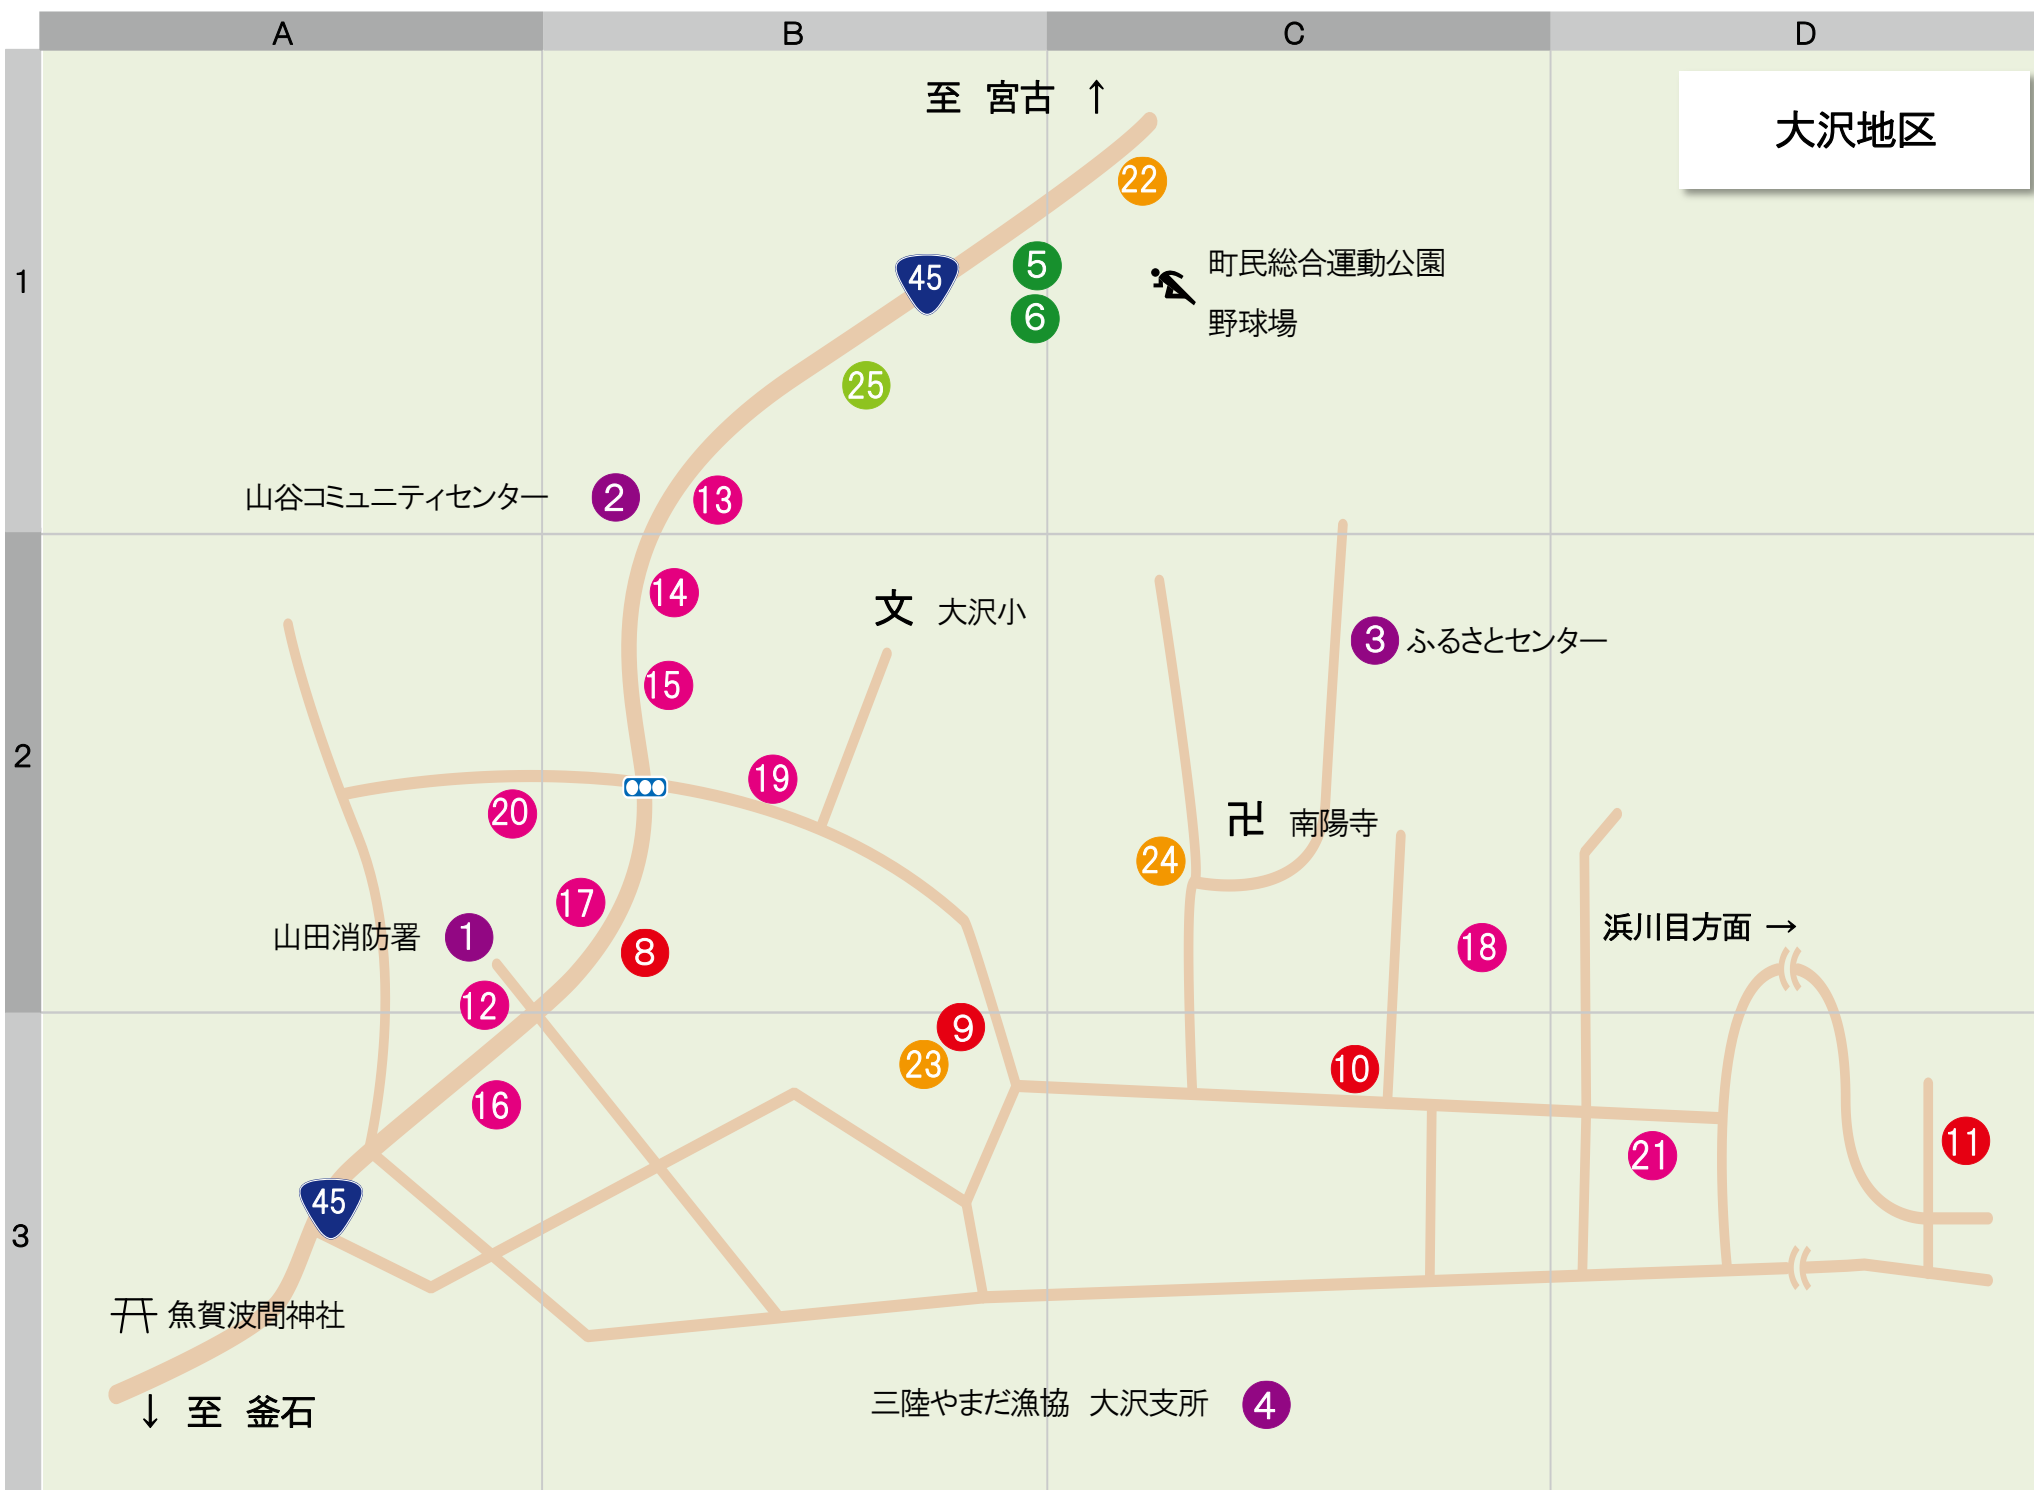 A
B
C
D
至 宮古 ↑
大沢地区
22
45
5
町民総合運動公園
1
6
野球場
25
山谷コミュニティセンター
2
13
14
文 大沢小
3
ふるさとセンター
15
2
19
20
卍 南陽寺
24
17
浜川目方面 →
山田消防署
1
18
8
12
9
23
10
16
21
11
45
3
魚賀波間神社
三陸やまだ漁協 大沢支所
4
↓ 至 釜石